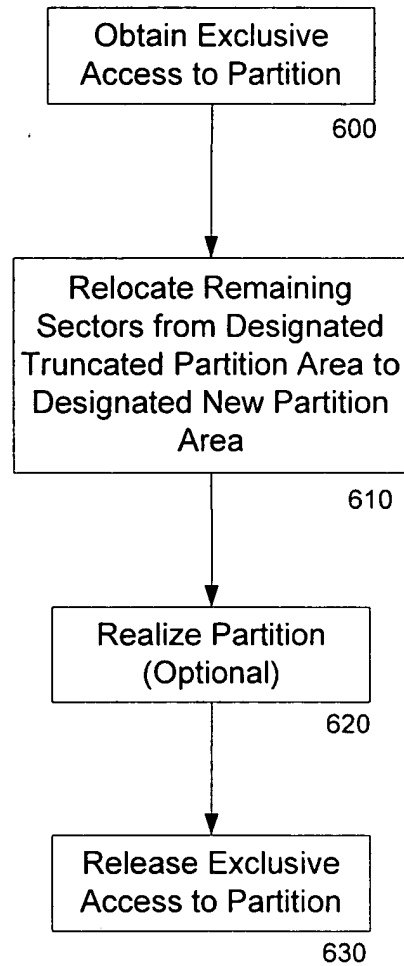 Obtain Exclusive
Access to Partition
600
Relocate Remaining
Sectors from Designated
Truncated Partition Area to
Designated New Partition
Area
610
Realize Partition
(Optional)
620
Release Exclusive
Access to Partition
630